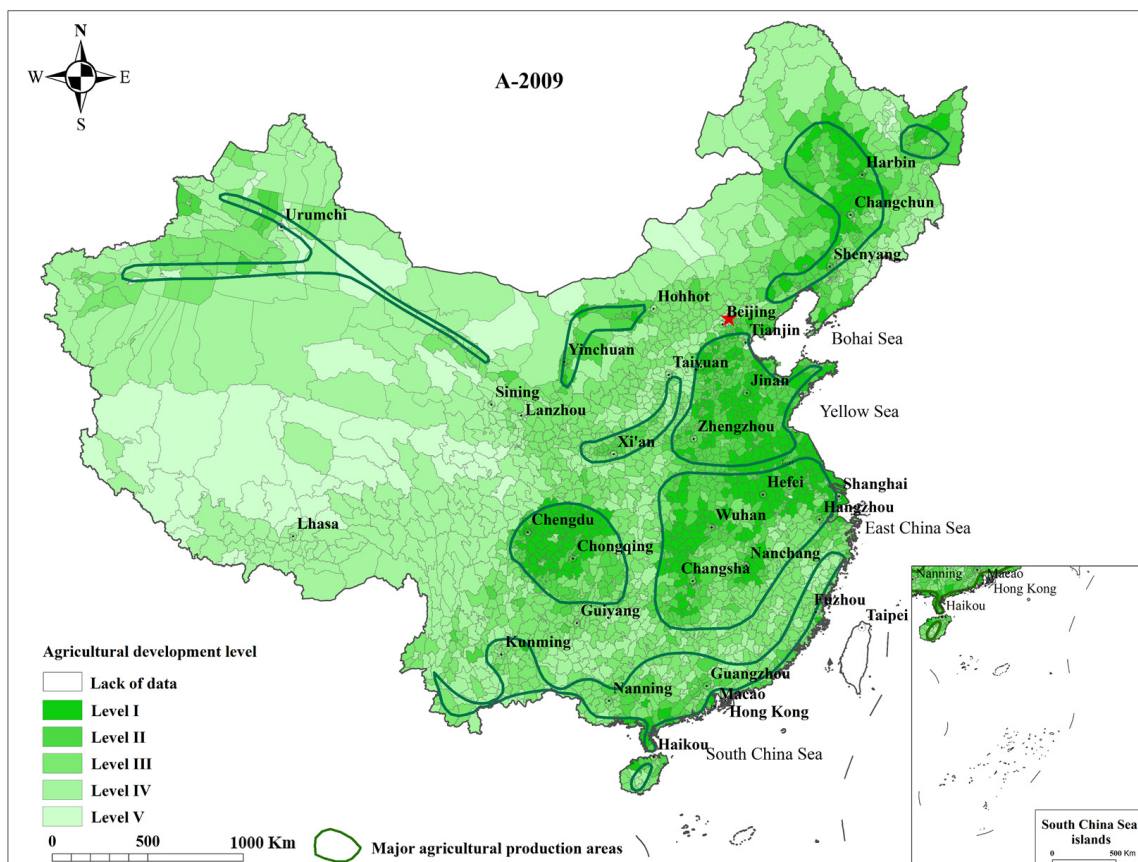 N
W
E
S
A-2009
Harbin
Urumchi
Changchun
Shenyang
Hohhot
Beijing
Tianjin
Bohai Sea
Yinchuan
Taiyuan
Jinan
Sining
Lanzhou
Yellow Sea
Zhengzhou
Xi'an
Hefei
Shanghai
Chengdu
Wuhan
Hangzhou
East China Sea
Lhasa
Chongqing
Nanchang
Changsha
Guiyang
Fuzhou
Taipei
Kunming
Guangzhou
Nanning
Macao
Hong Kong
Haikou
South China Sea
Agricultural development level
Lack of data
Level I
Level II
Level III
Level IV
Level V
0 500 1000 Km
Major agricultural production areas
Nanning
Macao
Hong Kong
Haikou
South China Sea
islands
0 500 Km